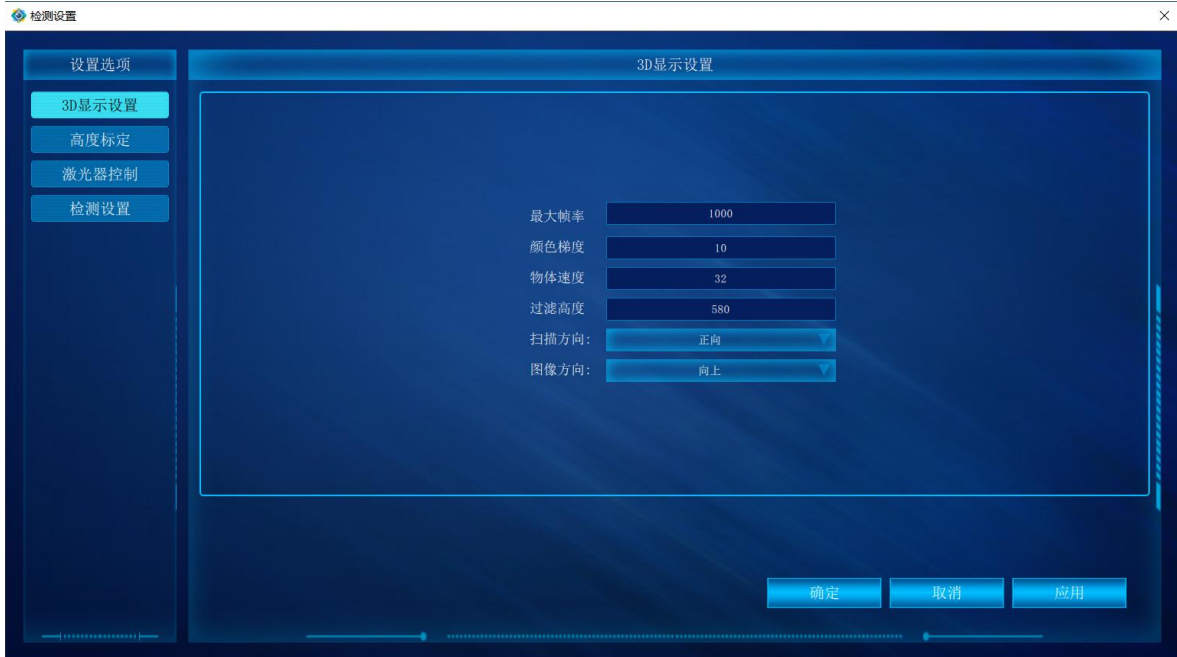 检测设置
设置选项
3D显示设置
高度标定
激光器控制
检测设置
3D显示设置
最大帧率 1000
颜色梯度 10
物体速度 32
过滤高度 580
扫描方向: 正向
图像方向: 向上
确定 取消 应用